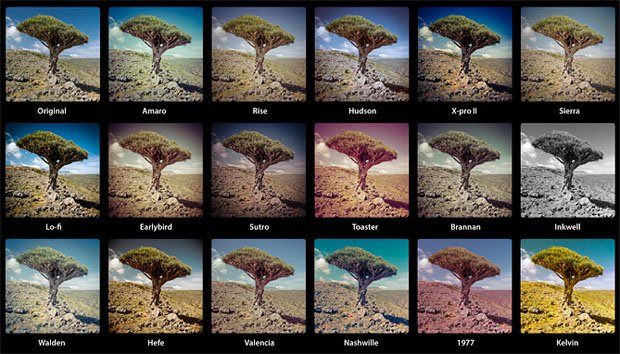 Original Amaro Rise Hudson X-pro II Sierra
Lo-fi Earlybird Sutro Toaster Brannan Inkwell
Walden Hefe Valencia Nashwille 1977 Kelvin